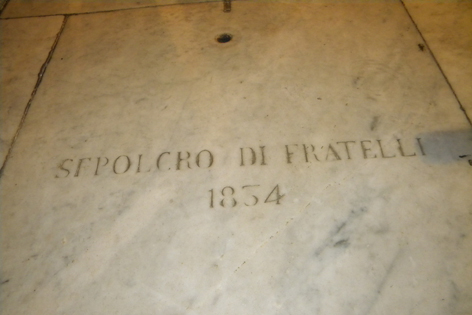 SEPOLCRO DI FRATELLI
1834